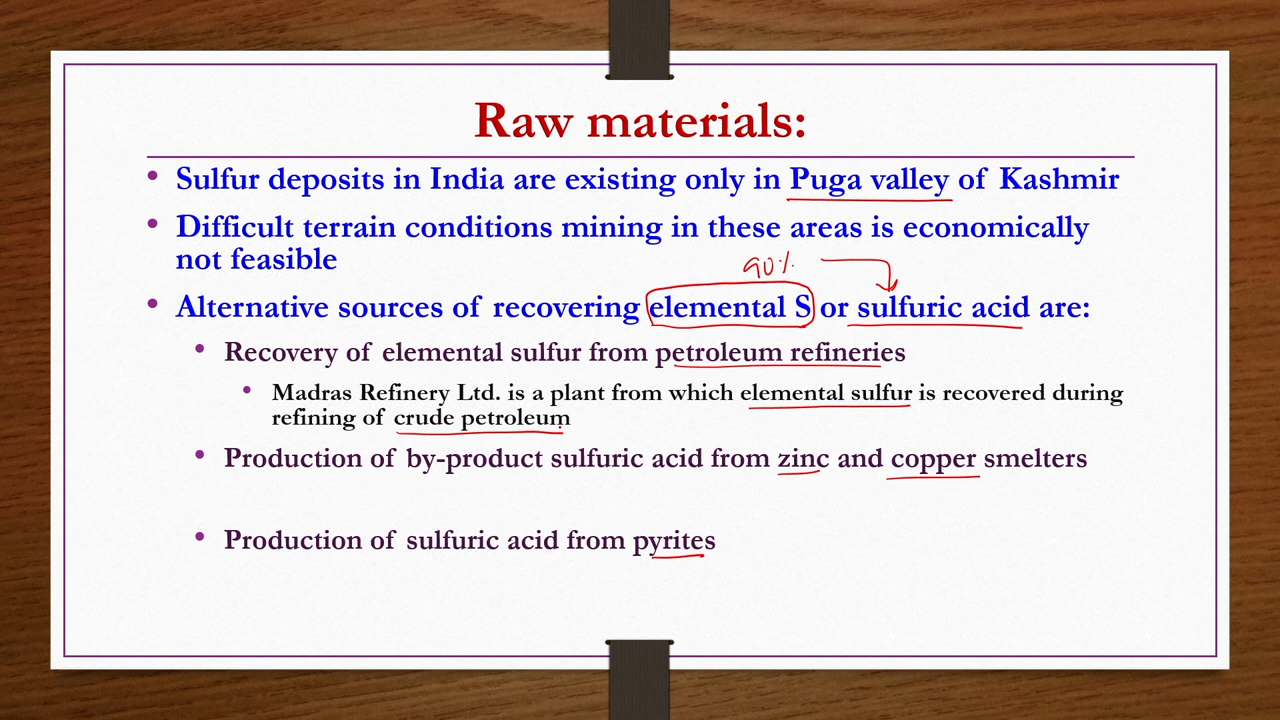 Raw materials:
• Sulfur deposits in India are existing only in Puga valley of Kashmir
• Difficult terrain conditions mining in these areas is economically
not feasible
90%
• Alternative sources of recovering elemental S or sulfuric acid are:
• Recovery of elemental sulfur from petroleum refineries
• Madras Refinery Ltd. is a plant from which elemental sulfur is recovered during
refining of crude petroleum
• Production of by-product sulfuric acid from zinc and copper smelters
• Production of sulfuric acid from pyrites